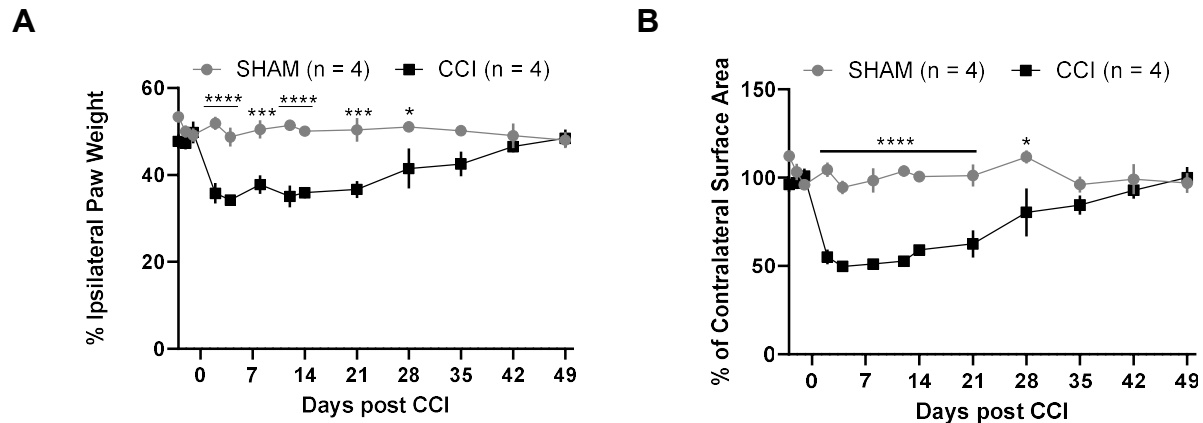 A
SHAM (n = 4) CCI (n = 4)
% Ipsilateral Paw Weight
60
40
20
0
**** *** **** *** *
0 7 14 21 28 35 42 49
Days post CCI
B
SHAM (n = 4) CCI (n = 4)
% of Contralateral Surface Area
150
100
50
0
**** *
0 7 14 21 28 35 42 49
Days post CCI